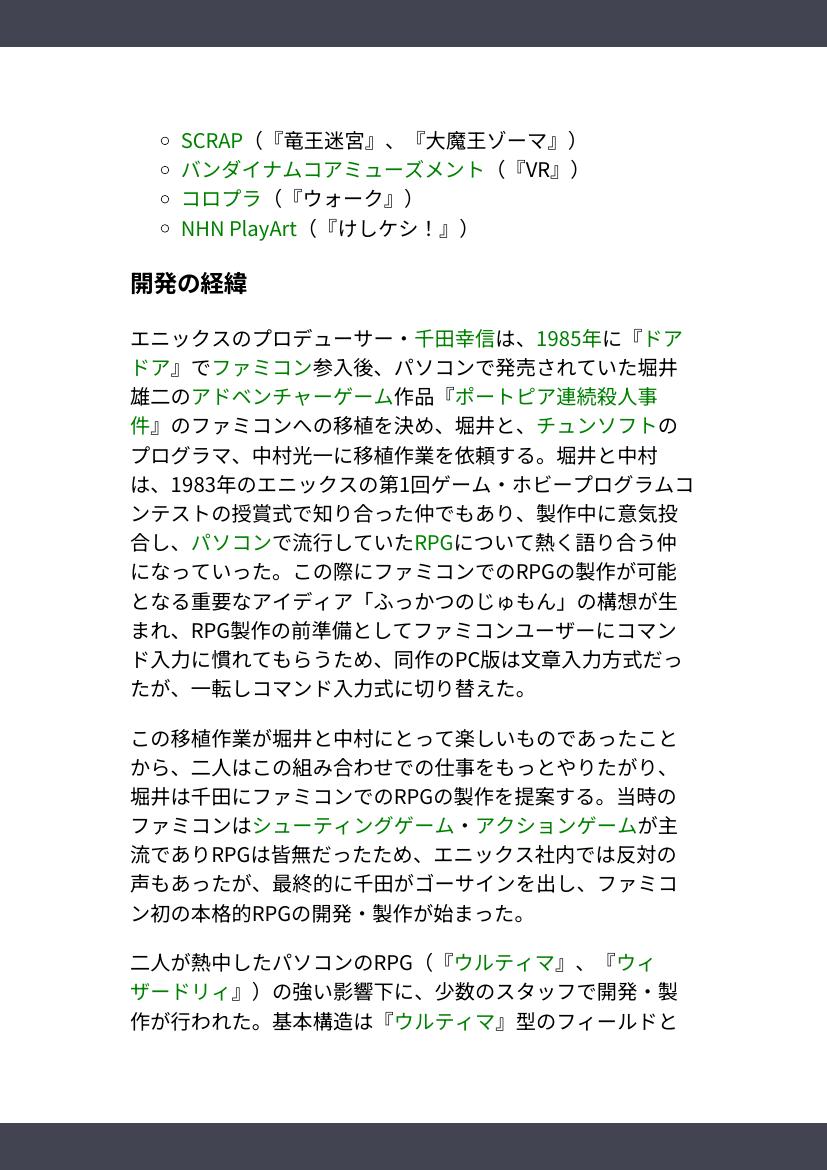 SCRAP（『竜王迷宮』、『大魔王ゾーマ』）
バンダイナムコアミューズメント（『VR』）
コロプラ（『ウォーク』）
NHN PlayArt（『けしケシ！』）
開発の経緯
エニックスのプロデューサー・千田幸信は、1985年に『ドア
ドア』でファミコン参入後、パソコンで発売されていた堀井
雄二のアドベンチャーゲーム作品『ポートピア連続殺人事
件』のファミコンへの移植を決め、堀井と、チュンソフトの
プログラマ、中村光一に移植作業を依頼する。堀井と中村
は、1983年のエニックスの第1回ゲーム・ホビープログラムコ
ンテストの授賞式で知り合った仲でもあり、製作中に意気投
合し、パソコンで流行していたRPGについて熱く語り合う仲
になっていった。この際にファミコンでのRPGの製作が可能
となる重要なアイディア「ふっかつのじゅもん」の構想が生
まれ、RPG製作の前準備としてファミコンユーザーにコマン
ド入力に慣れてもらうため、同作のPC版は文章入力方式だっ
たが、一転しコマンド入力式に切り替えた。
この移植作業が堀井と中村にとって楽しいものであったこと
から、二人はこの組み合わせでの仕事をもっとやりたがり、
堀井は千田にファミコンでのRPGの製作を提案する。当時の
ファミコンはシューティングゲーム・アクションゲームが主
流でありRPGは皆無だったため、エニックス社内では反対の
声もあったが、最終的に千田がゴーサインを出し、ファミコ
ン初の本格的RPGの開発・製作が始まった。
二人が熱中したパソコンのRPG（『ウルティマ』、『ウィ
ザードリィ』）の強い影響下に、少数のスタッフで開発・製
作が行われた。基本構造は『ウルティマ』型のフィールドと